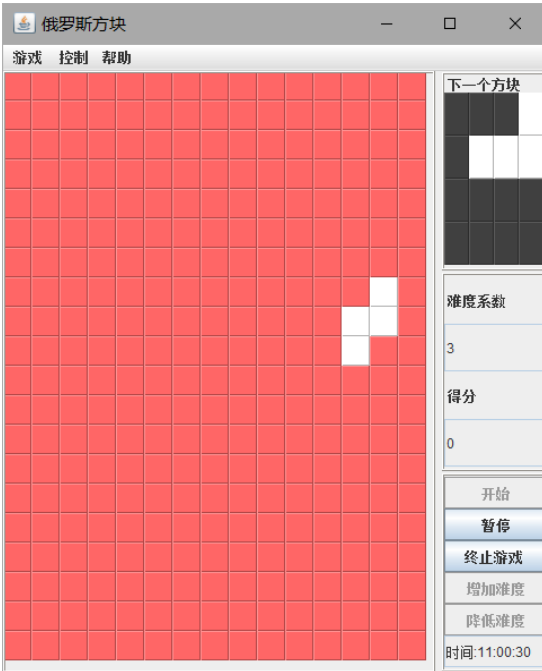 俄罗斯方块
游戏 控制 帮助
下一个方块
难度系数
3
得分
0
开始
暂停
终止游戏
增加难度
降低难度
时间:11:00:30